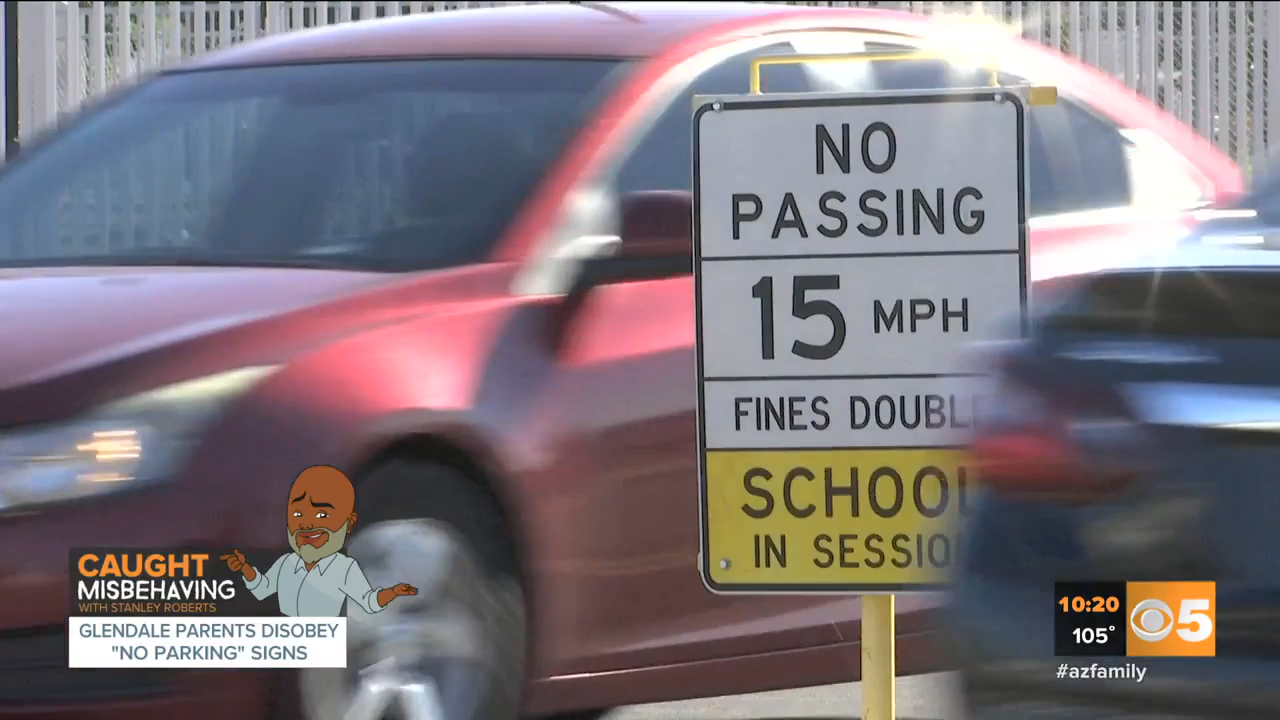 NO
PASSING
15 MPH
FINES DOUBL
SCHOOL
IN SESSIO
CAUGHT
MISBEHAVING
WITH STANLEY ROBERTS
GLENDALE PARENTS DISOBEY
"NO PARKING" SIGNS
10:20
105°
5
#azfamily